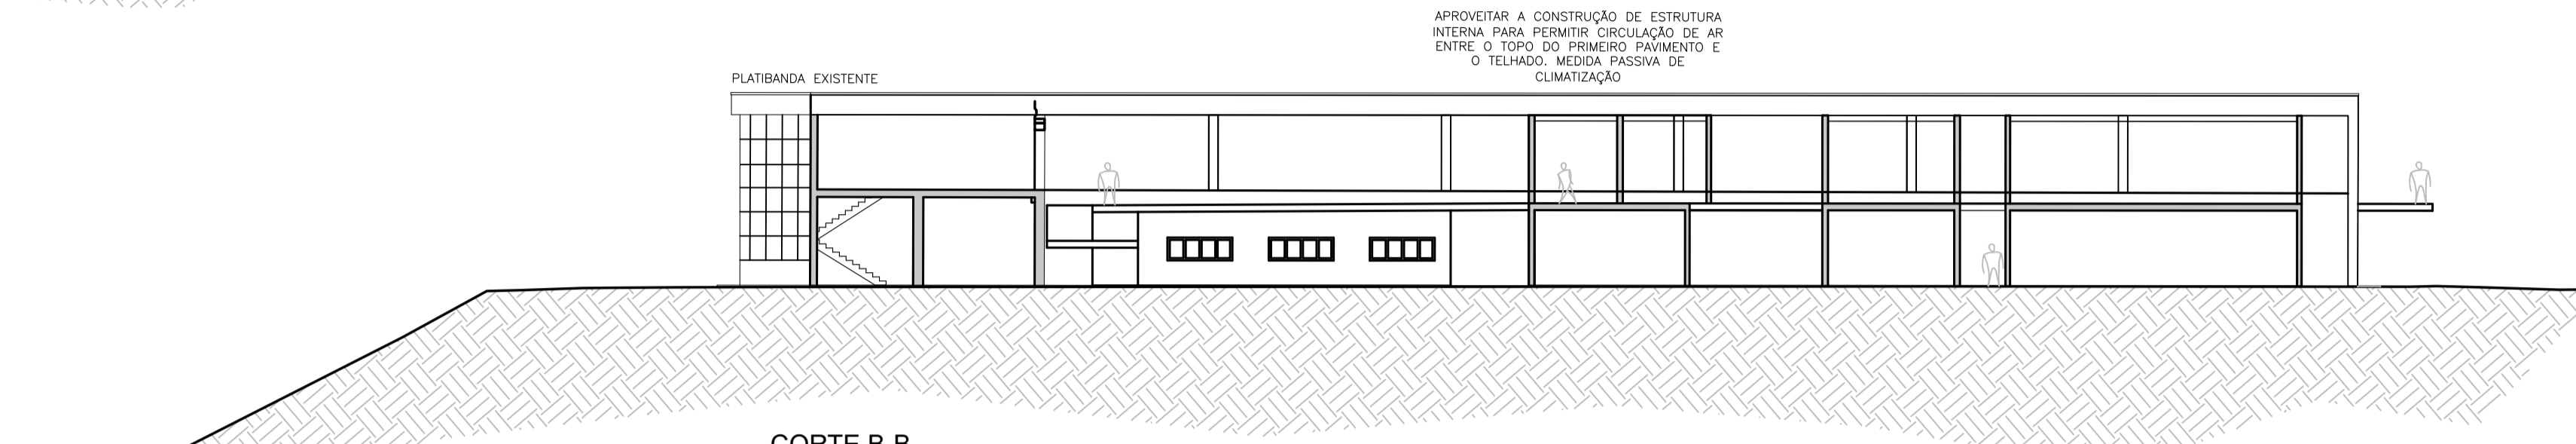 APROVEITAR A CONSTRUÇÃO DE ESTRUTURA
INTERNA PARA PERMITIR CIRCULAÇÃO DE AR
ENTRE O TOPO DO PRIMEIRO PAVIMENTO E
O TELHADO. MEDIDA PASSIVA DE
CLIMATIZAÇÃO
PLATIBANDA EXISTENTE
CORTE B-B